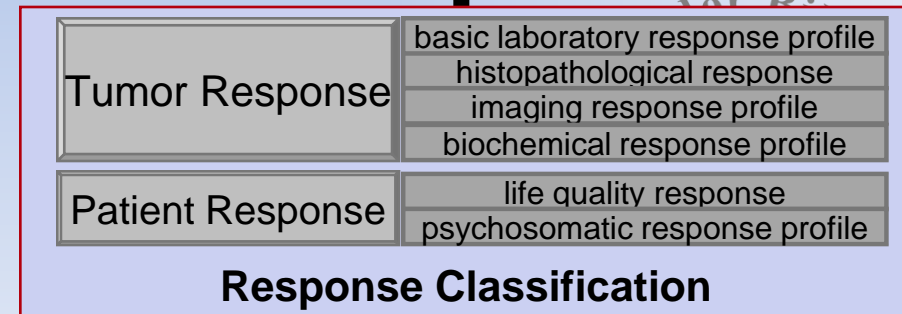 Tumor Response
basic laboratory response profile
histopathological response
imaging response profile
biochemical response profile
Patient Response
life quality response
psychosomatic response profile
Response Classification